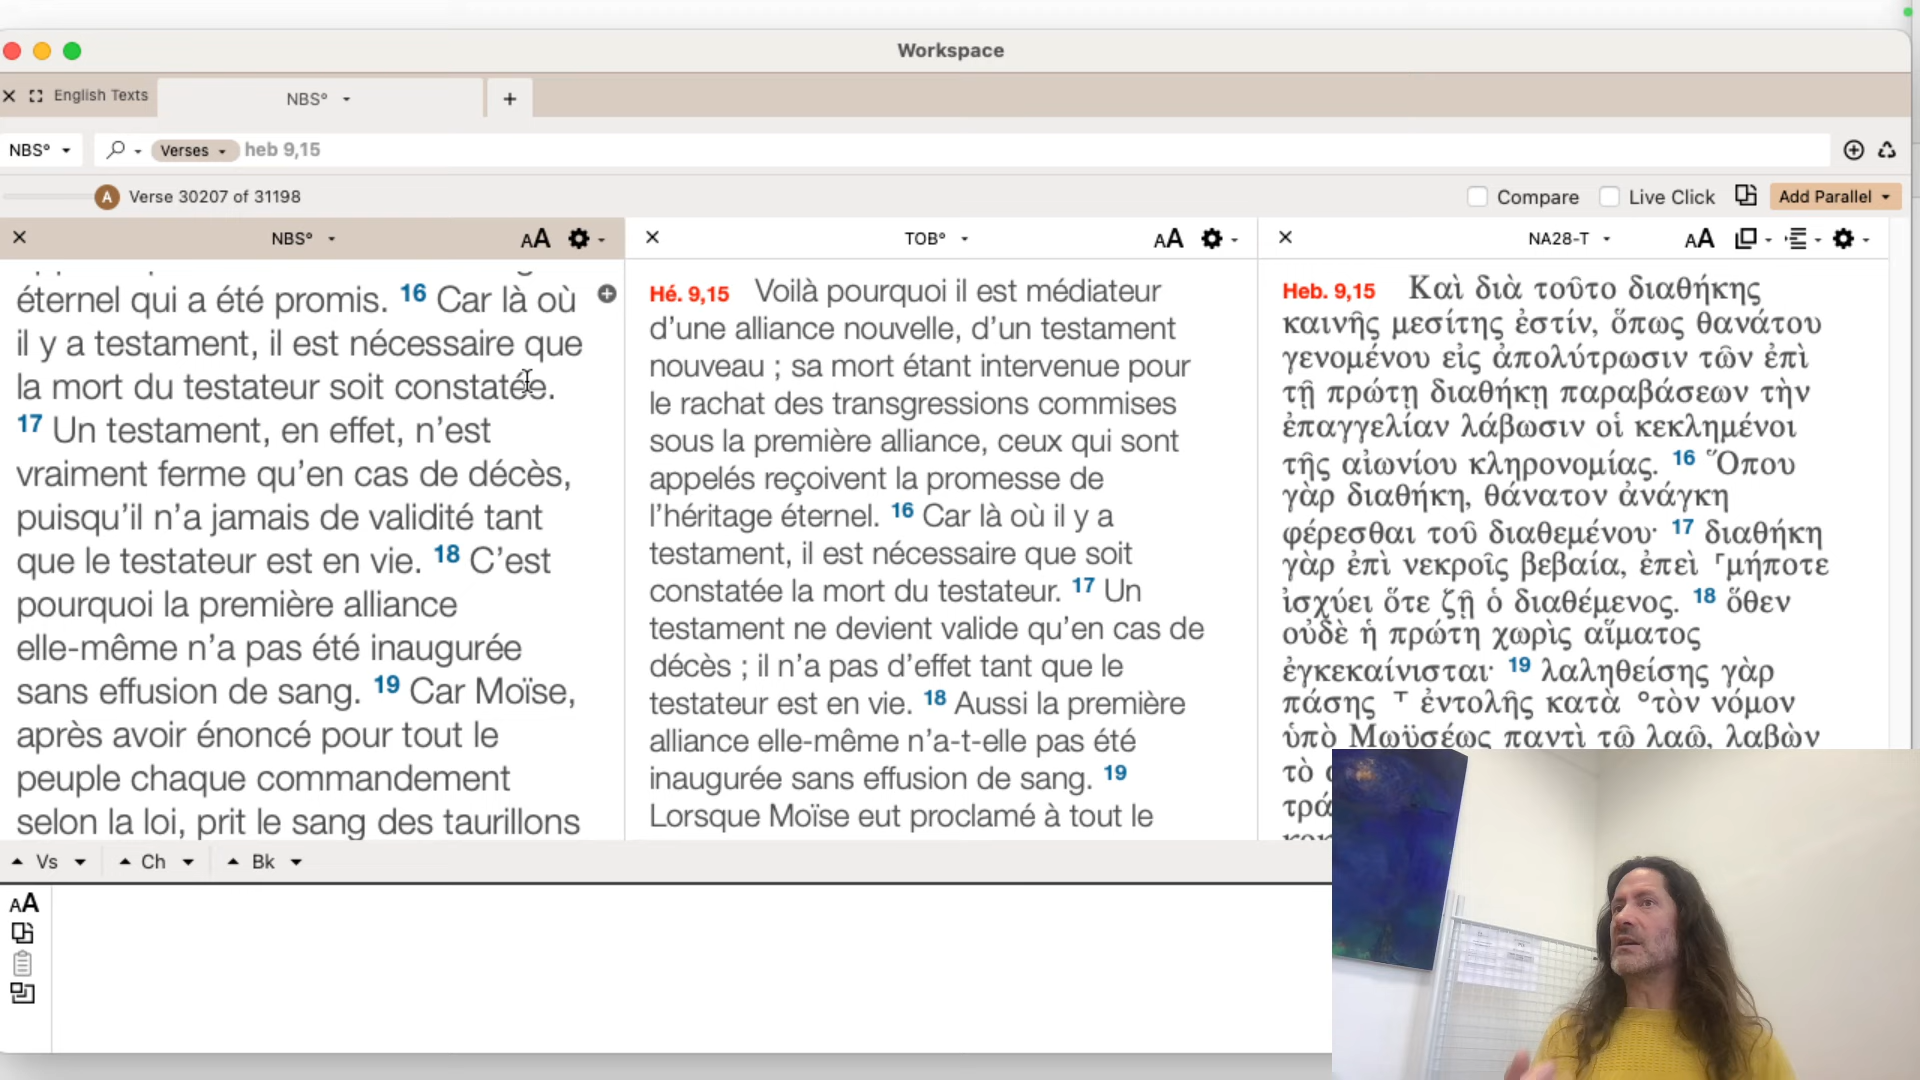 Workspace
English Texts
NBS°
+
NBS°
Verses heb 9,15
A Verse 30207 of 31198
Compare Live Click Add Parallel
NBS°
AA
éternel qui a été promis. 16 Car là où
il y a testament, il est nécessaire que
la mort du testateur soit constatée.
17 Un testament, en effet, n’est
vraiment ferme qu’en cas de décès,
puisqu’il n’a jamais de validité tant
que le testateur est en vie. 18 C’est
pourquoi la première alliance
elle-même n’a pas été inaugurée
sans effusion de sang. 19 Car Moïse,
après avoir énoncé pour tout le
peuple chaque commandement
selon la loi, prit le sang des taurillons
TOB°
AA
Hé. 9,15 Voilà pourquoi il est médiateur
d’une alliance nouvelle, d’un testament
nouveau ; sa mort étant intervenue pour
le rachat des transgressions commises
sous la première alliance, ceux qui sont
appelés reçoivent la promesse de
l’héritage éternel. 16 Car là où il y a
testament, il est nécessaire que soit
constatée la mort du testateur. 17 Un
testament ne devient valide qu’en cas de
décès ; il n’a pas d’effet tant que le
testateur est en vie. 18 Aussi la première
alliance elle-même n’a-t-elle pas été
inaugurée sans effusion de sang. 19
Lorsque Moïse eut proclamé à tout le
NA28-T
AA
Heb. 9,15 Καὶ διὰ τοῦτο διαθήκης
καινῆς μεσίτης ἐστίν, ὅπως θανάτου
γενομένου εἰς ἀπολύτρωσιν τῶν ἐπὶ
τῇ πρώτῃ διαθήκῃ παραβάσεων τὴν
ἐπαγγελίαν λάβωσιν οἱ κεκλημένοι
τῆς αἰωνίου κληρονομίας. 16 Ὅπου
γὰρ διαθήκη, θάνατον ἀνάγκη
φέρεσθαι τοῦ διαθεμένου· 17 διαθήκη
γὰρ ἐπὶ νεκροῖς βεβαία, ἐπεὶ ⸀μήποτε
ἰσχύει ὅτε ζῇ ὁ διαθέμενος. 18 ὅθεν
οὐδὲ ἡ πρώτη χωρὶς αἵματος
ἐγκεκαίνισται· 19 λαληθείσης γὰρ
πάσης ⸆ ἐντολῆς κατὰ °τὸν νόμον
ὑπὸ Μωϋσέως παντὶ τῷ λαῷ, λαβὼν
τὸ
τρά
Vs Ch Bk
AA